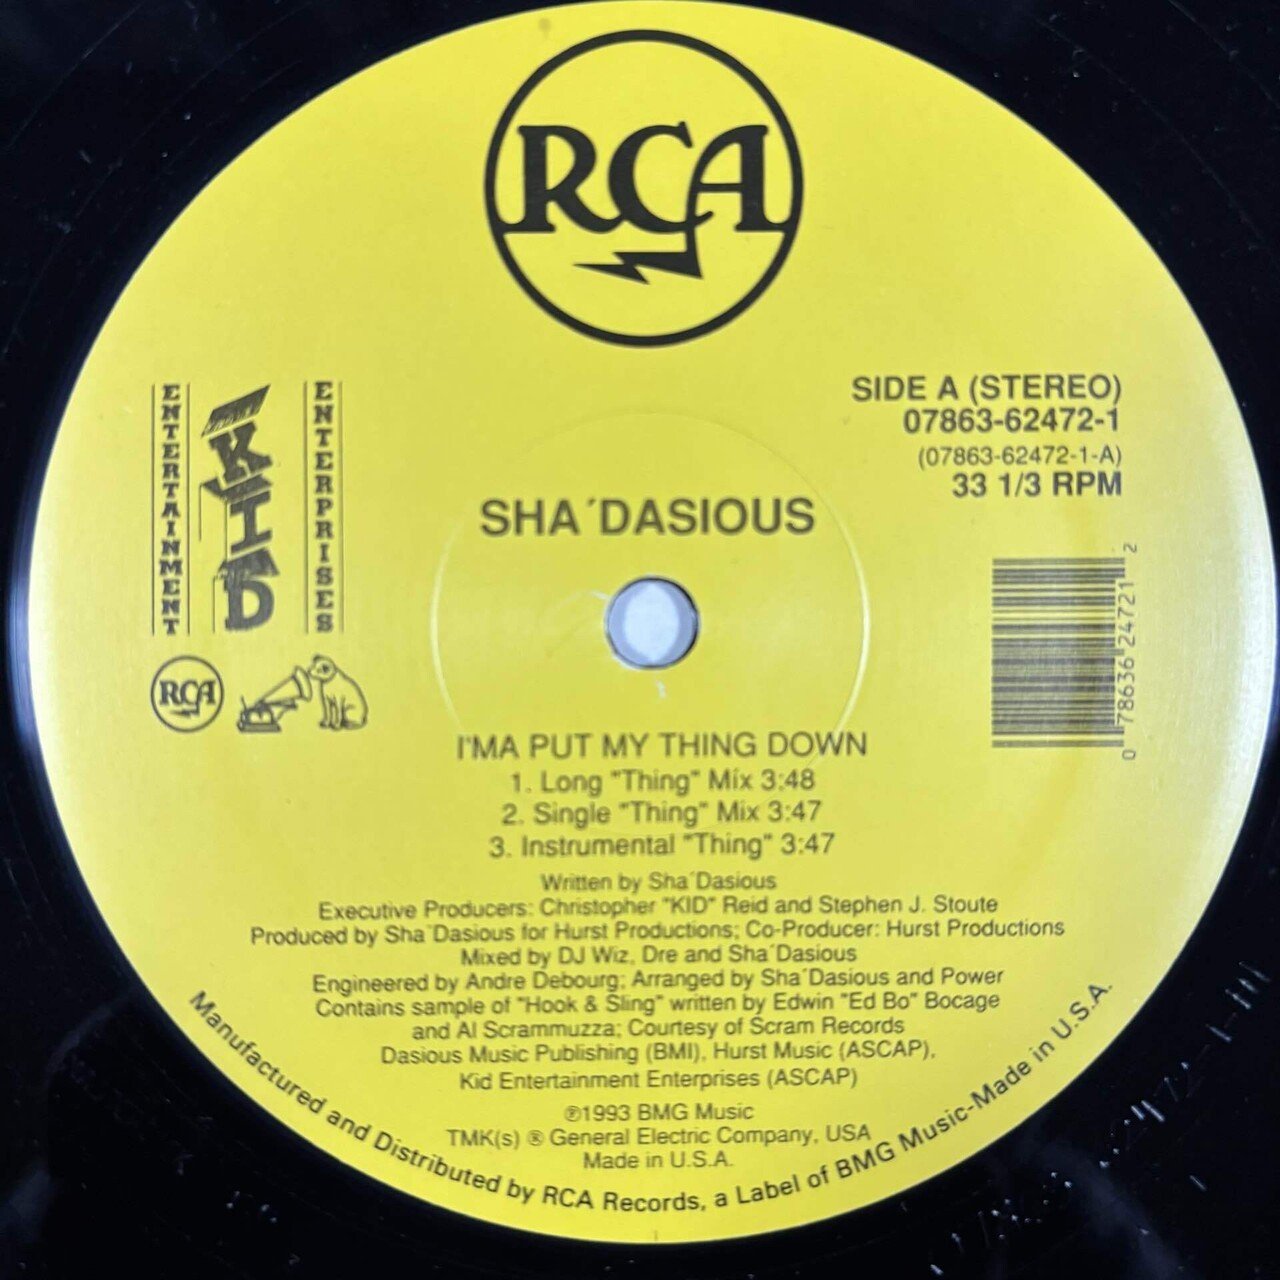 RCA
SIDE A (STEREO)
07863-62472-1
(07863-62472-1-A)
33 1/3 RPM
ENTERTAINMENT
KID
ENTERPRISES
SHA´DASIOUS
RCA
0 78636 24721 2
I'MA PUT MY THING DOWN
1. Long "Thing" Mix 3:48
2. Single "Thing" Mix 3:47
3. Instrumental "Thing" 3:47
Written by Sha´Dasious
Executive Producers: Christopher "KID" Reid and Stephen J. Stoute
Produced by Sha´Dasious for Hurst Productions; Co-Producer: Hurst Productions
Mixed by DJ Wiz, Dre and Sha´Dasious
Engineered by Andre Debourg; Arranged by Sha´Dasious and Power
Contains sample of "Hook & Sling" written by Edwin "Ed Bo" Bocage
and Al Scrammuzza; Courtesy of Scram Records
Dasious Music Publishing (BMI), Hurst Music (ASCAP),
Kid Entertainment Enterprises (ASCAP)
℗1993 BMG Music
TMK(s) ® General Electric Company, USA
Made in U.S.A.
Manufactured and Distributed by RCA Records, a Label of BMG Music-Made in U.S.A.